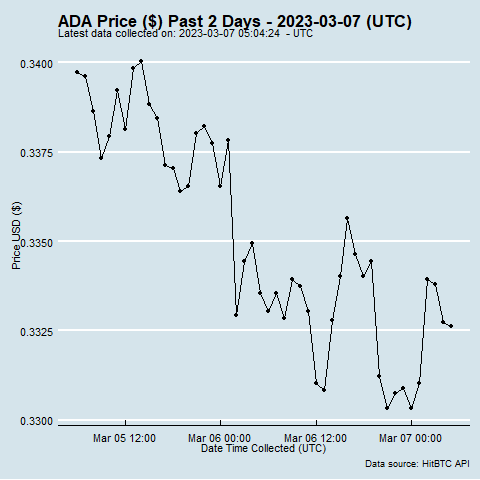 ADA Price ($) Past 2 Days - 2023-03-07 (UTC)
Latest data collected on: 2023-03-07 05:04:24 - UTC
0.3400
0.3375
0.3350
0.3325
0.3300
Price USD ($)
Mar 05 12:00
Mar 06 00:00
Mar 06 12:00
Mar 07 00:00
Date Time Collected (UTC)
Data source: HitBTC API